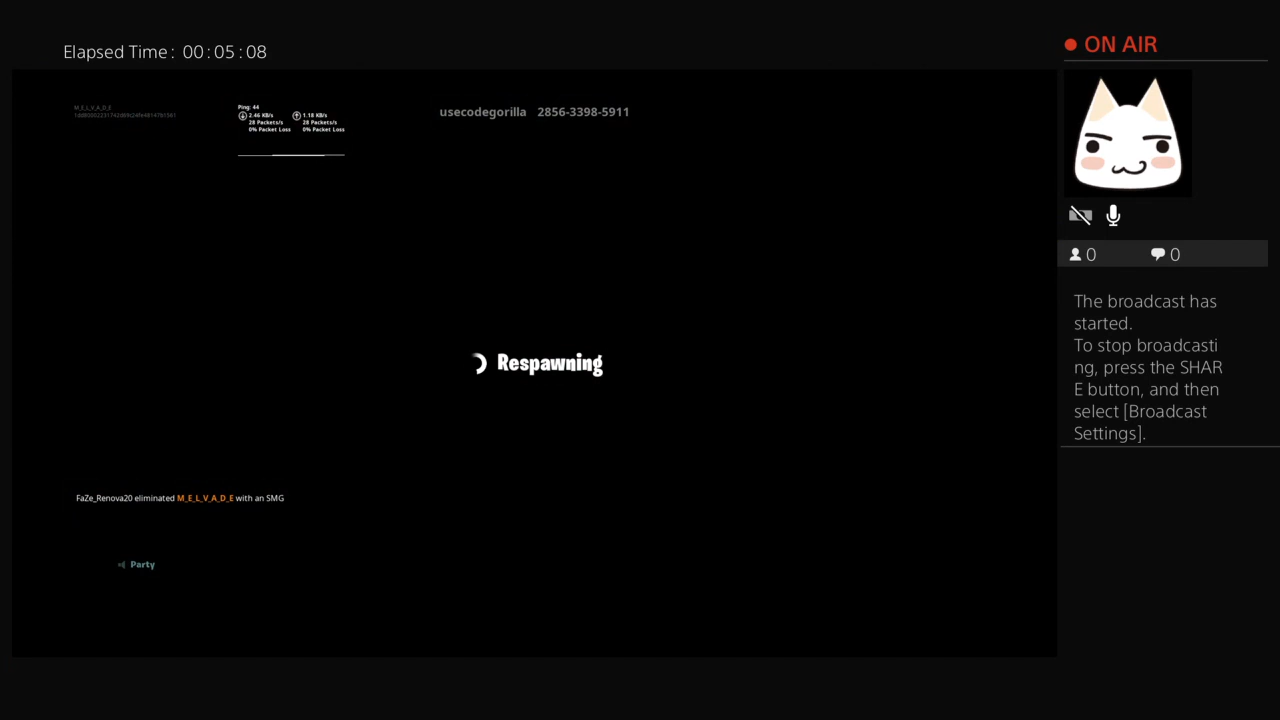 Elapsed Time: 00:05:08
ON AIR
M_E_L_V_A_D_E
Ping: 44
2.46 KB/s
28 Packets/s
0% Packet Loss
1.18 KB/s
28 Packets/s
0% Packet Loss
usecodegorilla 2856-3398-5911
0 0
The broadcast has
started.
To stop broadcasti
ng, press the SHAR
E button, and then
select [Broadcast
Settings].
Respawning
FaZe_Renova20 eliminated M_E_L_V_A_D_E with an SMG
Party